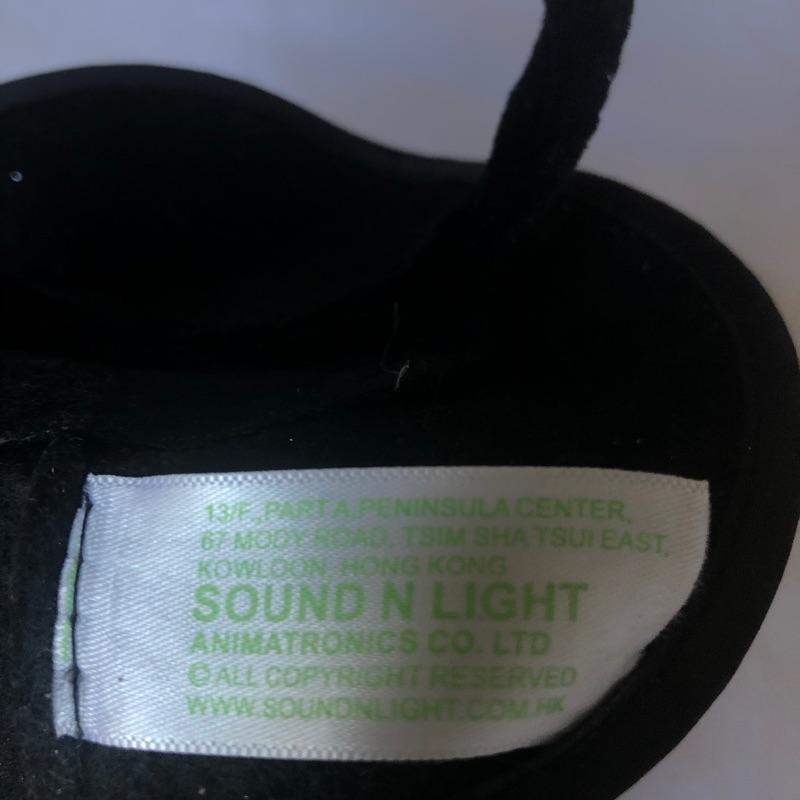 13/F.,PART A,PENINSULA CENTER,
67 MODY ROAD, TSIM SHA TSUI EAST,
KOWLOON, HONG KONG
SOUND N LIGHT
ANIMATRONICS CO. LTD
©ALL COPYRIGHT RESERVED
WWW.SOUNDNLIGHT.COM.HK